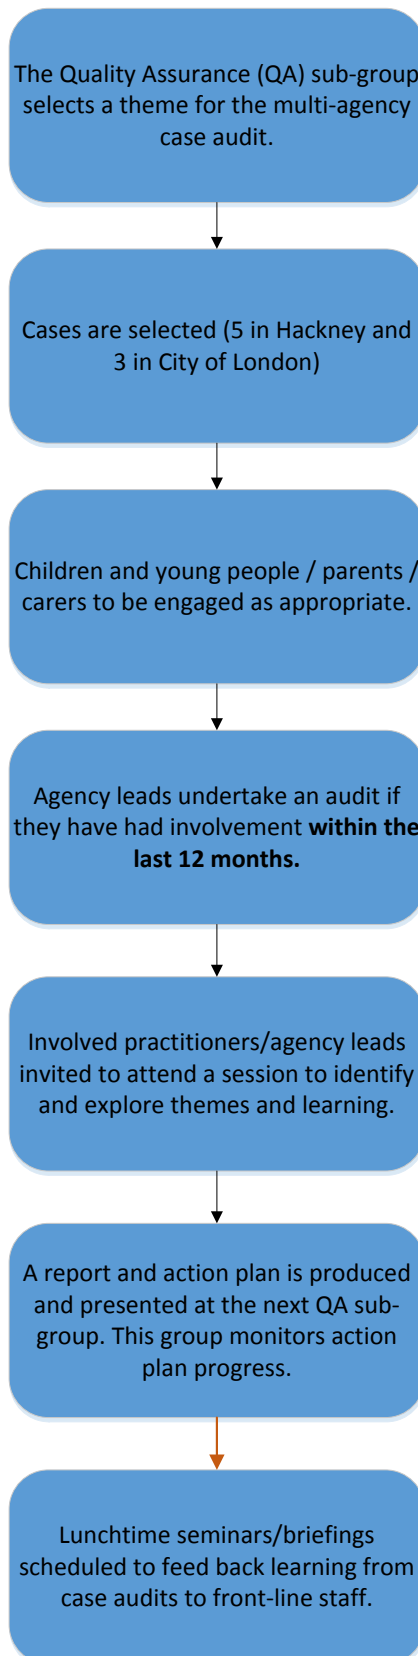 The Quality Assurance (QA) sub-group
selects a theme for the multi-agency
case audit.
Cases are selected (5 in Hackney and
3 in City of London)
Children and young people / parents /
carers to be engaged as appropriate.
Agency leads undertake an audit if
they have had involvement within the
last 12 months.
Involved practitioners/agency leads
invited to attend a session to identify
and explore themes and learning.
A report and action plan is produced
and presented at the next QA sub-
group. This group monitors action
plan progress.
Lunchtime seminars/briefings
scheduled to feed back learning from
case audits to front-line staff.